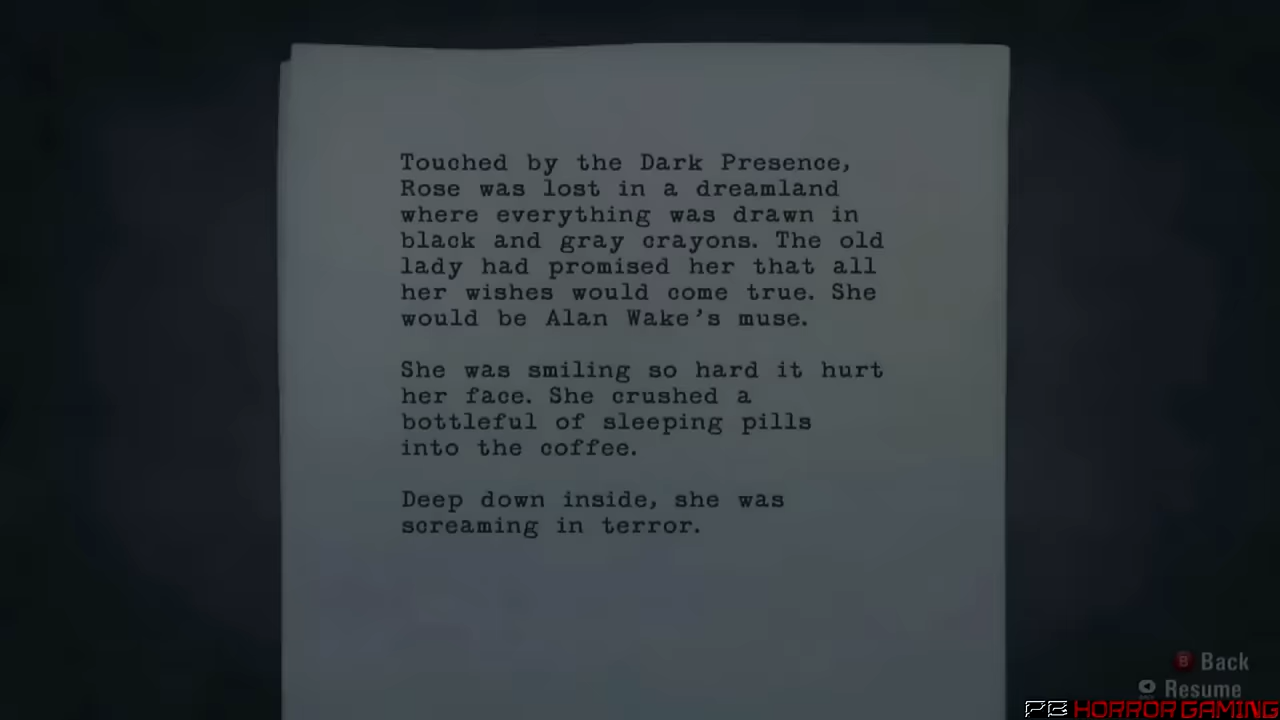 Touched by the Dark Presence,
Rose was lost in a dreamland
where everything was drawn in
black and gray crayons. The old
lady had promised her that all
her wishes would come true. She
would be Alan Wake's muse.
She was smiling so hard it hurt
her face. She crushed a
bottleful of sleeping pills
into the coffee.
Deep down inside, she was
screaming in terror.
B Back
Resume
HORROR GAMING